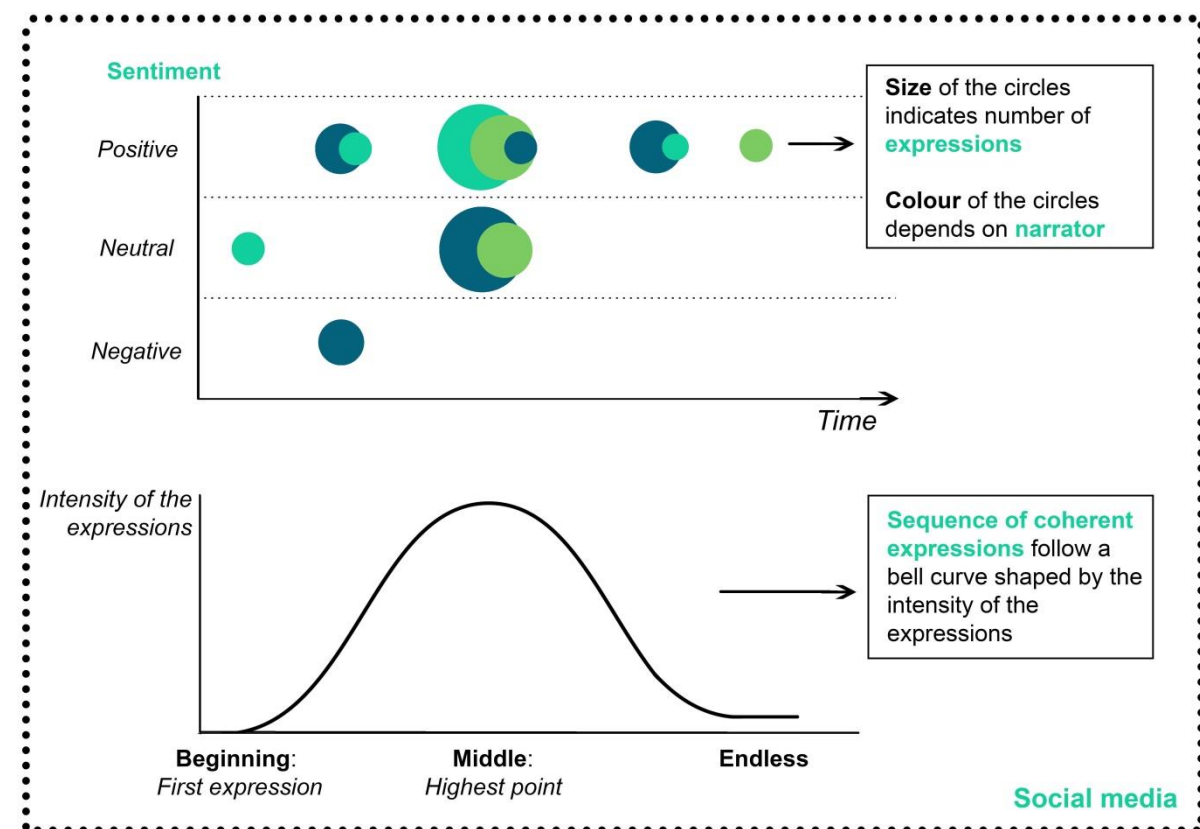 Sentiment
Positive
Neutral
Negative
Time
Size of the circles
indicates number of
expressions
Colour of the circles
depends on narrator
Intensity of the
expressions
Beginning:
First expression
Middle:
Highest point
Endless
Sequence of coherent
expressions follow a
bell curve shaped by the
intensity of the
expressions
Social media